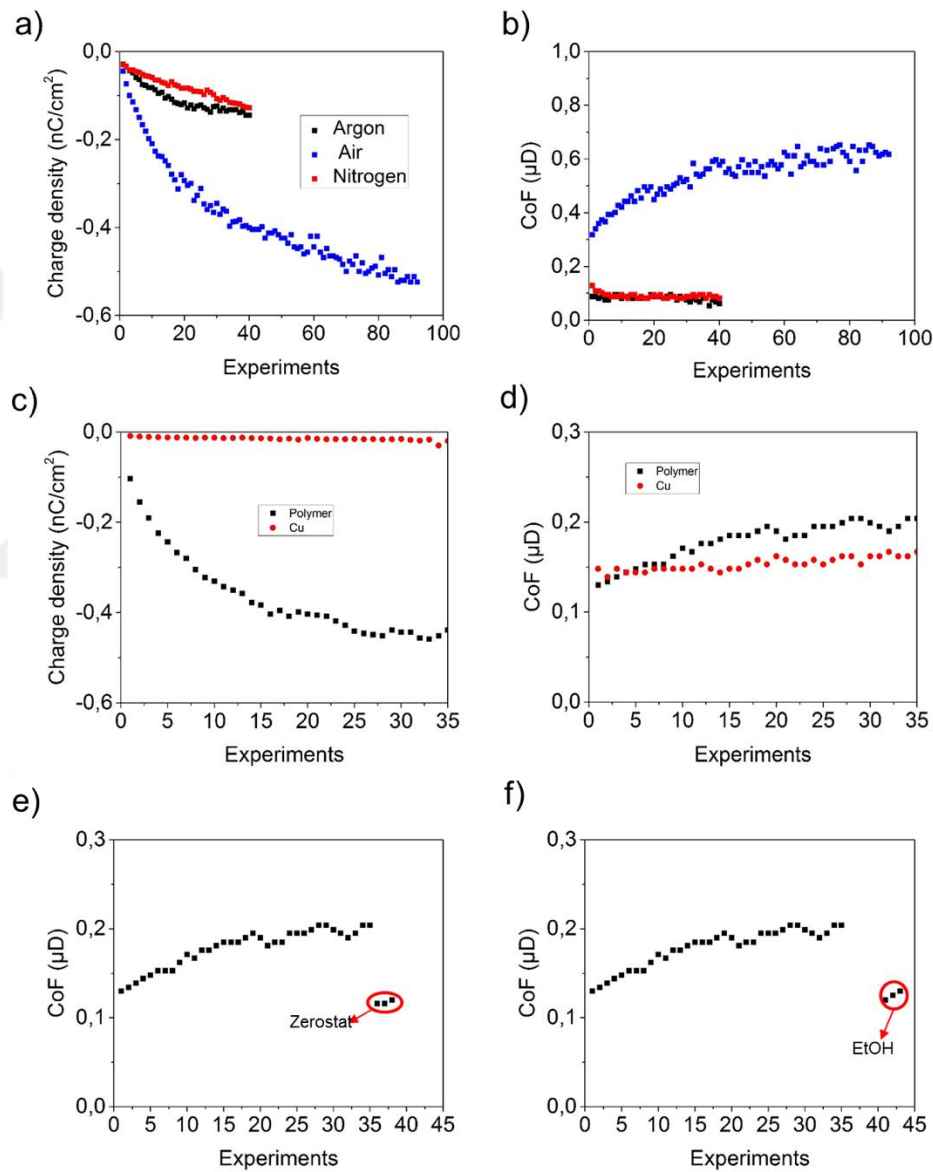 a)
0,0
-0,2
-0,4
-0,6
Charge density (nC/cm²)
Argon
Air
Nitrogen
0 20 40 60 80 100
Experiments
b)
1,0
0,8
0,6
0,4
0,2
0,0
CoF (µD)
0 20 40 60 80 100
Experiments
c)
0,0
-0,2
-0,4
-0,6
Charge density (nC/cm²)
Polymer
Cu
0 5 10 15 20 25 30 35
Experiments
d)
0,3
0,2
0,1
0,0
CoF (µD)
Polymer
Cu
0 5 10 15 20 25 30 35
Experiments
e)
0,3
0,2
0,1
0,0
CoF (µD)
Zerostat
0 5 10 15 20 25 30 35 40 45
Experiments
f)
0,3
0,2
0,1
0,0
CoF (µD)
EtOH
0 5 10 15 20 25 30 35 40 45
Experiments